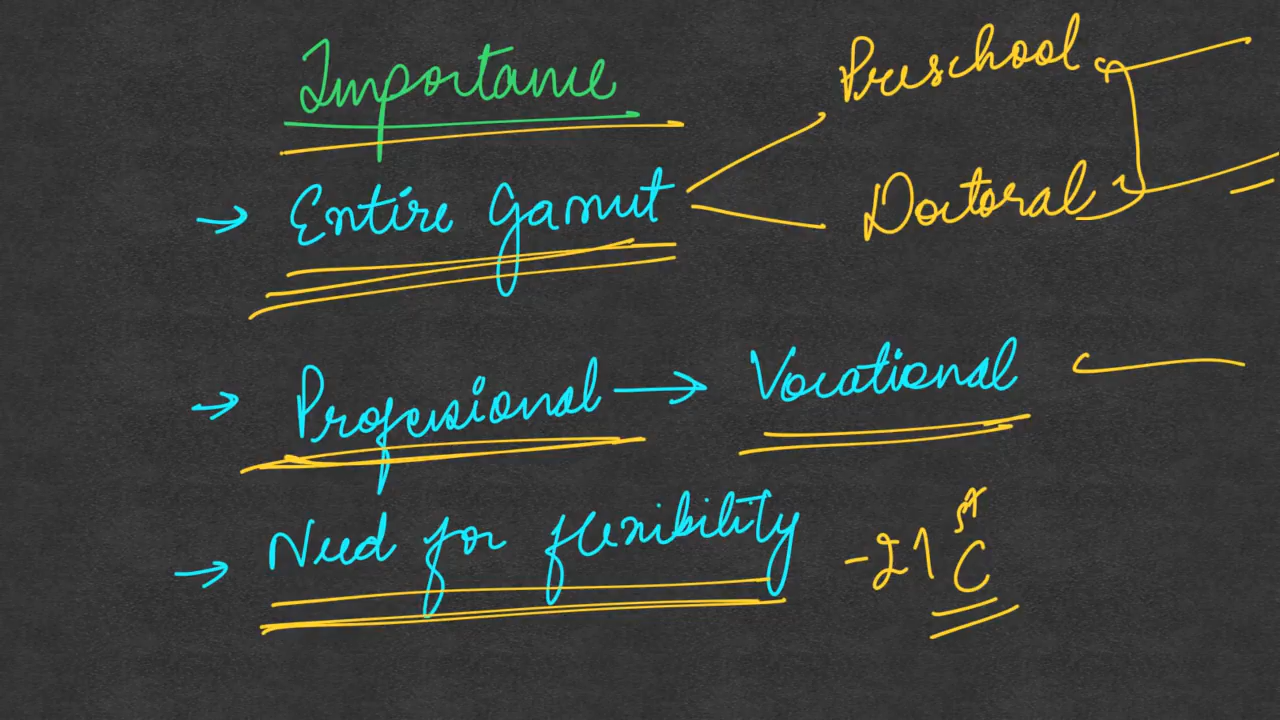 Importance
→ Entire Gamut
Preschool
Doctoral
→ Professional → Vocational
→ Need for flexibility - 21st C